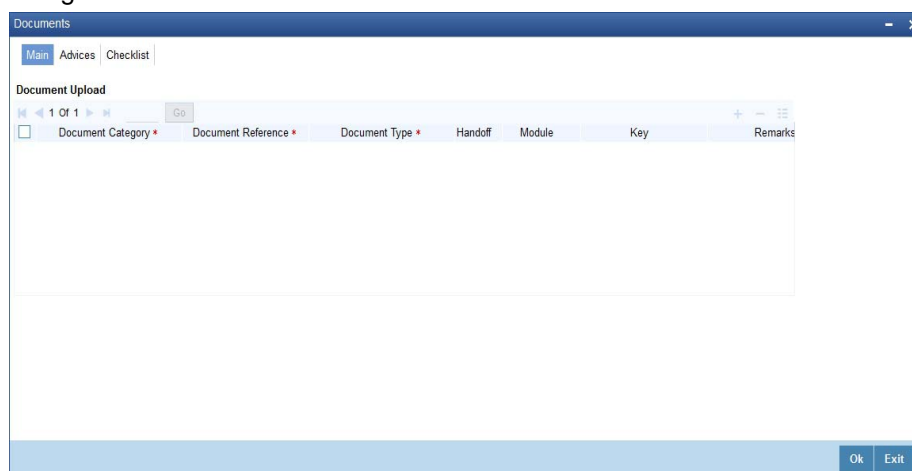 Documents
Main Advices Checklist
Document Upload
1 Of 1 Go
Document Category * Document Reference * Document Type * Handoff Module Key Remarks
Ok Exit